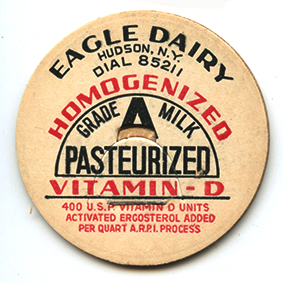 EAGLE DAIRY
HUDSON, N.Y.
DIAL 85211
HOMOGENIZED
GRADE A MILK
PASTEURIZED
VITAMIN-D
400 U.S.P. VITAMIN D UNITS
ACTIVATED ERGOSTEROL ADDED
PER QUART A.R.P.I. PROCESS